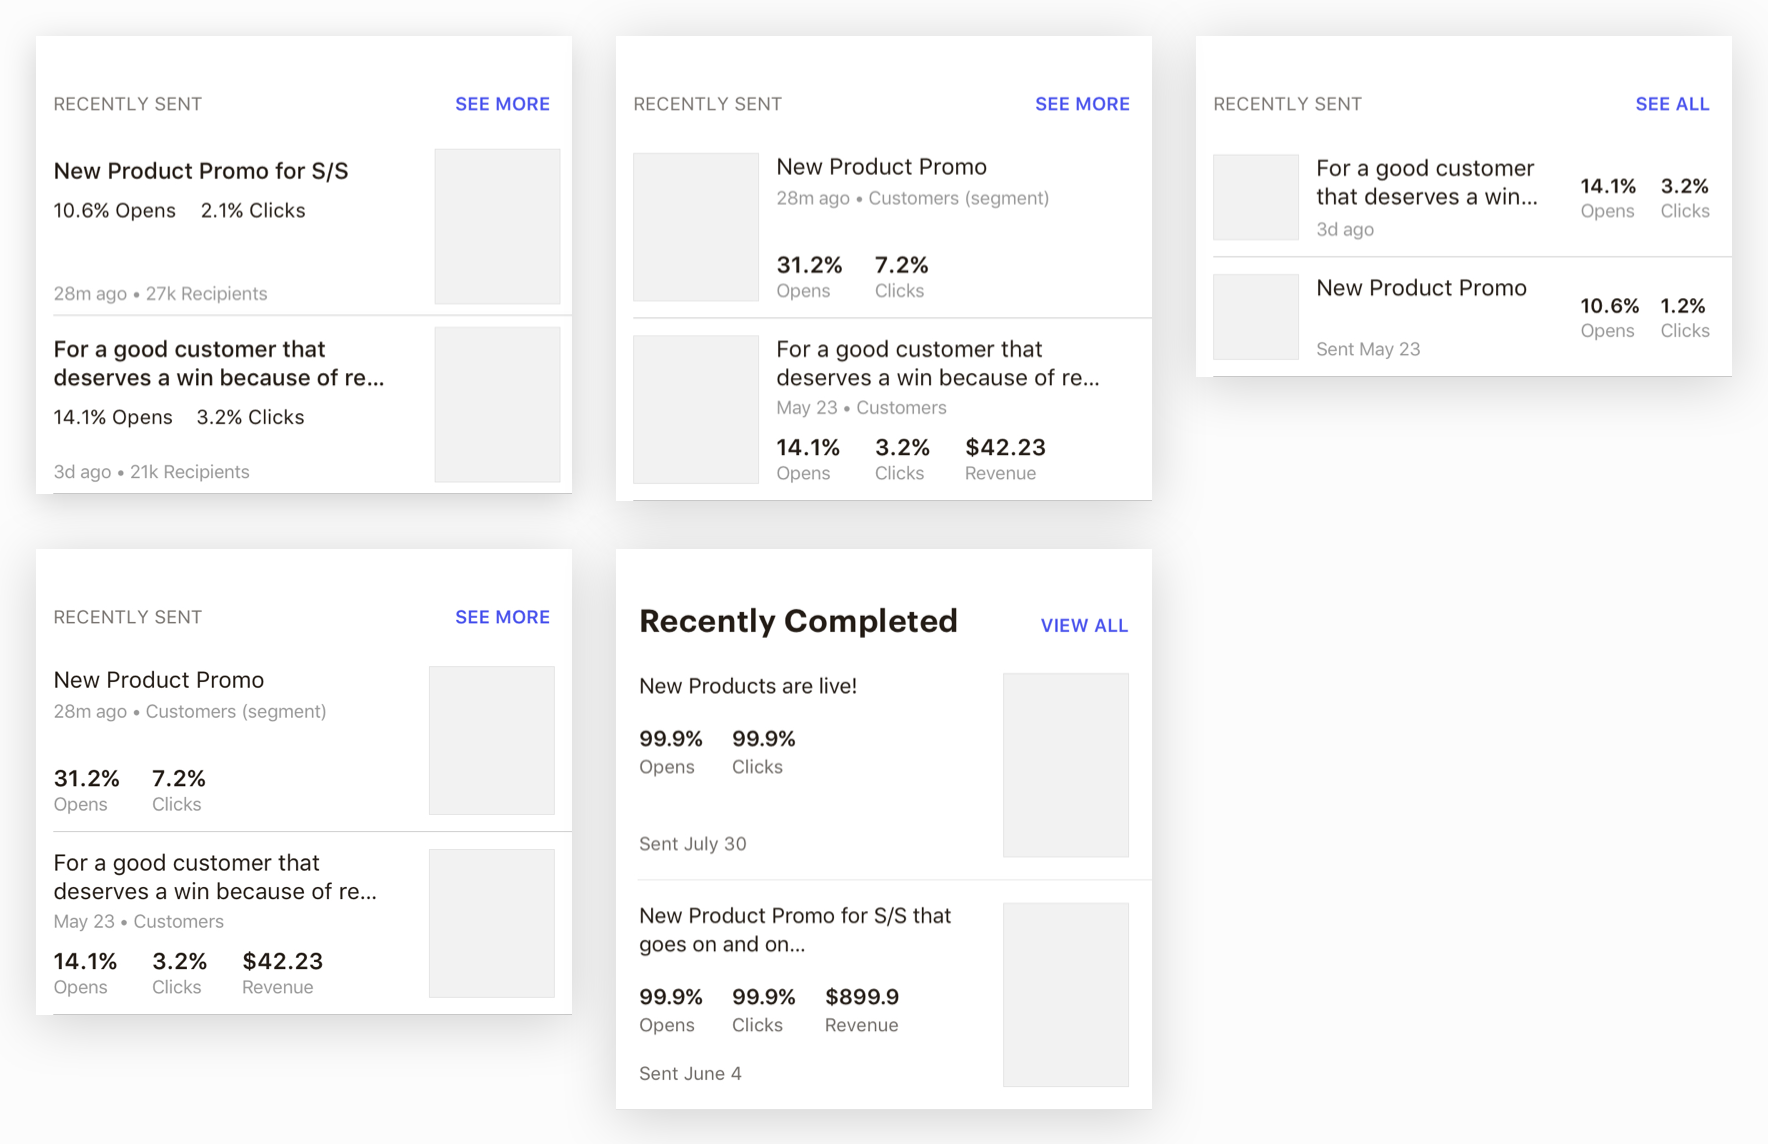 RECENTLY SENT
SEE MORE
New Product Promo for S/S
10.6% Opens 2.1% Clicks
28m ago • 27k Recipients
For a good customer that
deserves a win because of re...
14.1% Opens 3.2% Clicks
3d ago • 21k Recipients
RECENTLY SENT
SEE MORE
New Product Promo
28m ago • Customers (segment)
31.2% 7.2%
Opens Clicks
For a good customer that
deserves a win because of re...
May 23 • Customers
14.1% 3.2% $42.23
Opens Clicks Revenue
RECENTLY SENT
SEE ALL
For a good customer
that deserves a win...
3d ago
14.1% 3.2%
Opens Clicks
New Product Promo
Sent May 23
10.6% 1.2%
Opens Clicks
RECENTLY SENT
SEE MORE
New Product Promo
28m ago • Customers (segment)
31.2% 7.2%
Opens Clicks
For a good customer that
deserves a win because of re...
May 23 • Customers
14.1% 3.2% $42.23
Opens Clicks Revenue
Recently Completed
VIEW ALL
New Products are live!
99.9% 99.9%
Opens Clicks
Sent July 30
New Product Promo for S/S that
goes on and on...
99.9% 99.9% $899.9
Opens Clicks Revenue
Sent June 4